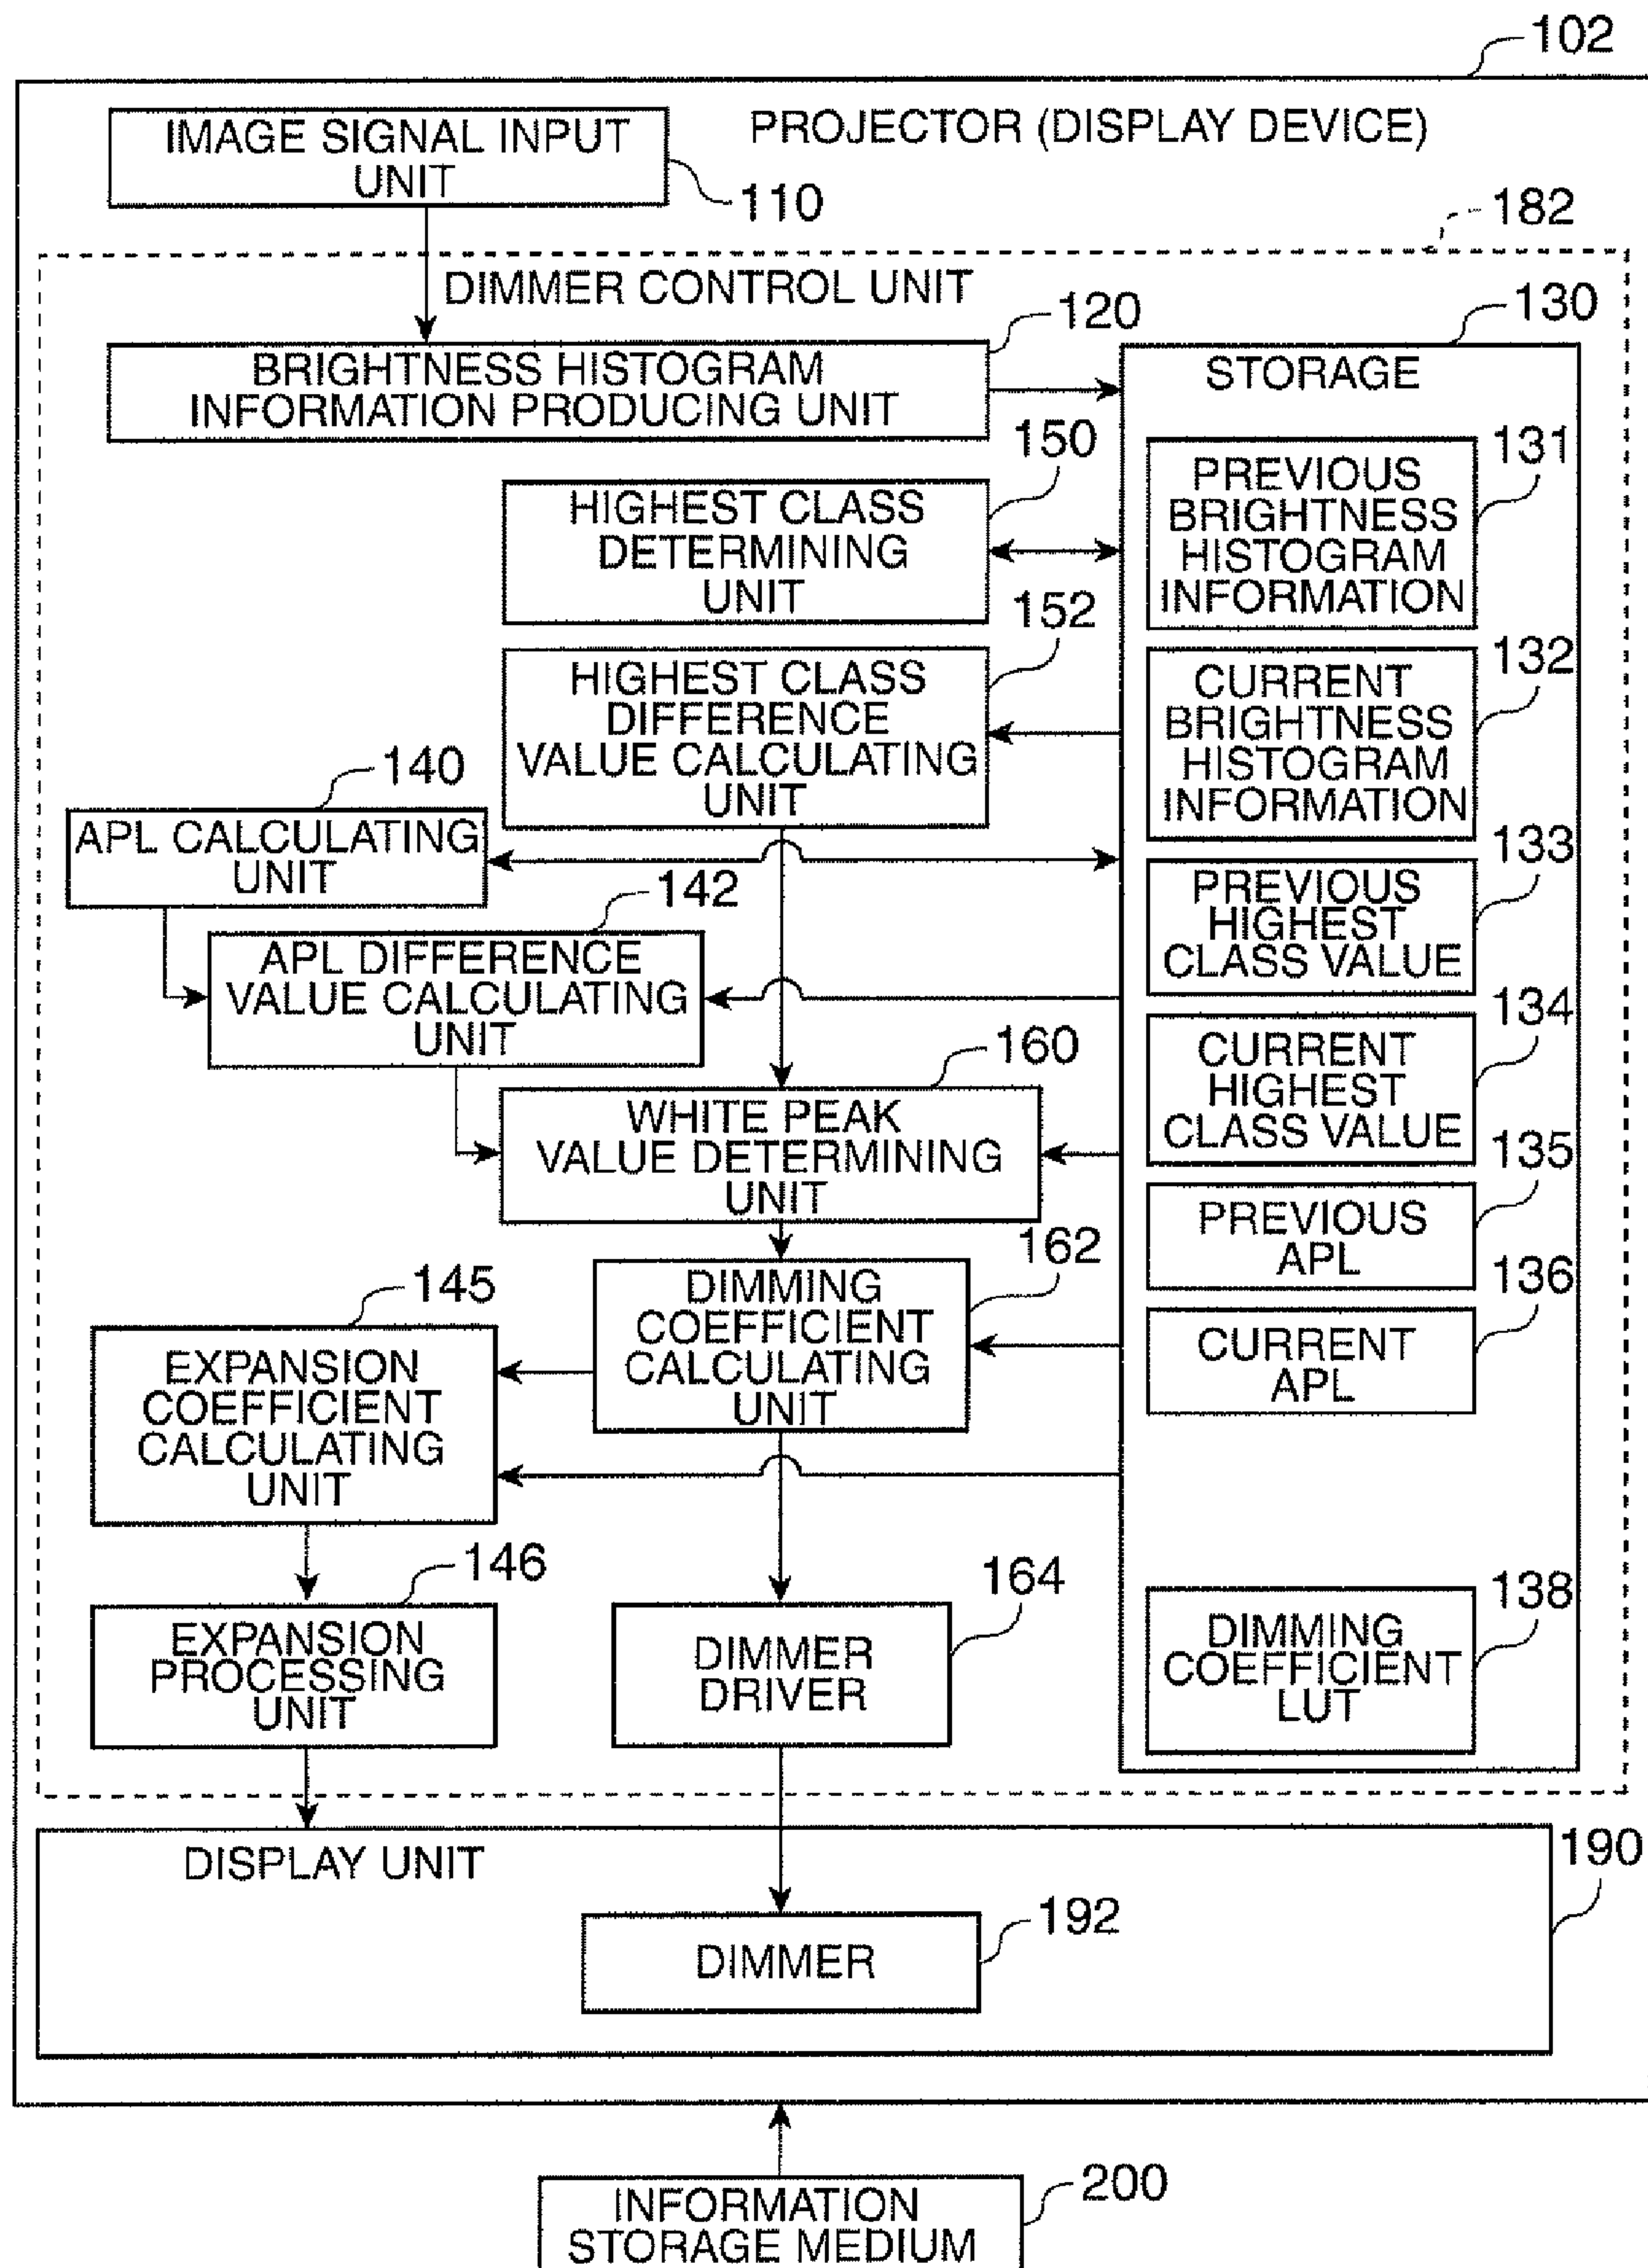 102
PROJECTOR (DISPLAY DEVICE)
IMAGE SIGNAL INPUT
UNIT
110
182
DIMMER CONTROL UNIT
120
BRIGHTNESS HISTOGRAM
INFORMATION PRODUCING UNIT
130
STORAGE
150
HIGHEST CLASS
DETERMINING
UNIT
131
PREVIOUS
BRIGHTNESS
HISTOGRAM
INFORMATION
152
HIGHEST CLASS
DIFFERENCE
VALUE CALCULATING
UNIT
132
CURRENT
BRIGHTNESS
HISTOGRAM
INFORMATION
140
APL CALCULATING
UNIT
133
PREVIOUS
HIGHEST
CLASS VALUE
142
APL DIFFERENCE
VALUE CALCULATING
UNIT
134
CURRENT
HIGHEST
CLASS VALUE
160
WHITE PEAK
VALUE DETERMINING
UNIT
135
PREVIOUS
APL
162
DIMMING
COEFFICIENT
CALCULATING
UNIT
136
CURRENT
APL
145
EXPANSION
COEFFICIENT
CALCULATING
UNIT
146
EXPANSION
PROCESSING
UNIT
164
DIMMER
DRIVER
138
DIMMING
COEFFICIENT
LUT
DISPLAY UNIT
190
192
DIMMER
200
INFORMATION
STORAGE MEDIUM